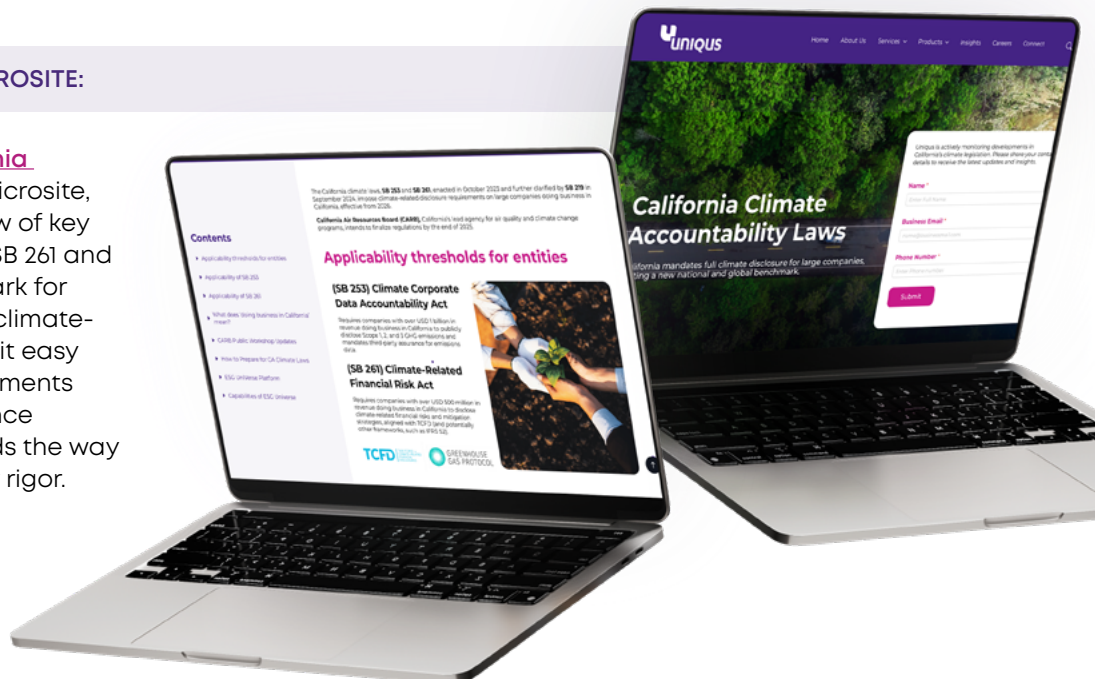 ROSITE:
nia
icrosite,
w of key
SB 261 and
ark for
climate-
it easy
ements
nce
ds the way
rigor.
The California climate laws, SB 253 and SB 261, enacted in October 2023 and further clarified by SB 219 in
September 2024, impose climate-related disclosure requirements on large companies doing business in
California, effective from 2026.
California Air Resources Board (CARB), California's lead agency for air quality and climate change
programs, intends to finalize regulations by the end of 2025.
Contents
Applicability thresholds for entities
Applicability of SB 253
Applicability of SB 261
What does 'doing business in California'
mean?
CARB Public Workshop Updates
How to Prepare for CA Climate Laws
ESG UniVerse Platform
Capabilities of ESG UniVerse
Applicability thresholds for entities
(SB 253) Climate Corporate
Data Accountability Act
Requires companies with over USD 1 billion in
revenue doing business in California to publicly
disclose Scope 1, 2, and 3 GHG emissions and
mandates third-party assurance for emissions
data.
(SB 261) Climate-Related
Financial Risk Act
Requires companies with over USD 500 million in
revenue doing business in California to disclose
climate-related financial risks and mitigation
strategies, aligned with TCFD (and potentially
other frameworks, such as IFRS S2).
TCFD
GREENHOUSE
GAS PROTOCOL
UNIQUS
Home About Us Services Products Insights Careers Connect
California Climate
Accountability Laws
lifornia mandates full climate disclosure for large companies,
ting a new national and global benchmark.
Uniqus is actively monitoring developments in
California's climate legislation. Please share your conta
details to receive the latest updates and insights.
Name *
Enter Full Name
Business Email *
Phone Number *
Enter Phone number
Submit